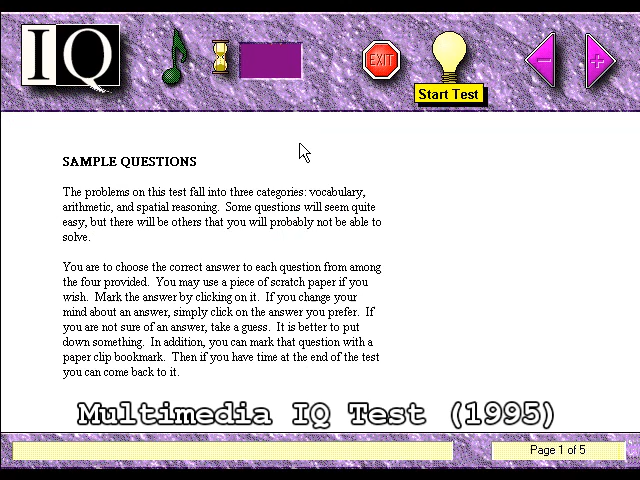 IQ
EXIT
Start Test
SAMPLE QUESTIONS
The problems on this test fall into three categories: vocabulary,
arithmetic, and spatial reasoning. Some questions will seem quite
easy, but there will be others that you will probably not be able to
solve.
You are to choose the correct answer to each question from among
the four provided. You may use a piece of scratch paper if you
wish. Mark the answer by clicking on it. If you change your
mind about an answer, simply click on the answer you prefer. If
you are not sure of an answer, take a guess. It is better to put
down something. In addition, you can mark that question with a
paper clip bookmark. Then if you have time at the end of the test
you can come back to it.
Multimedia IQ Test (1995)
Page 1 of 5